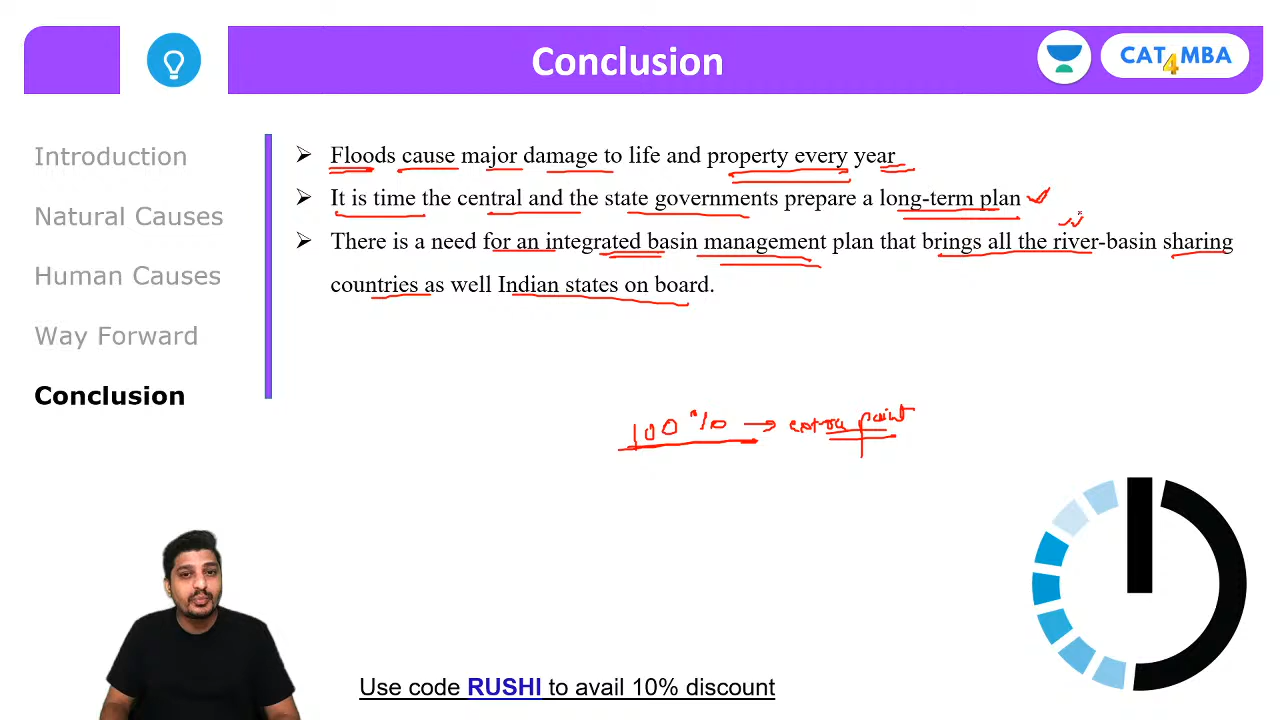 Conclusion
CAT4MBA
Introduction
Natural Causes
Human Causes
Way Forward
Conclusion
➢ Floods cause major damage to life and property every year
➢ It is time the central and the state governments prepare a long-term plan
➢ There is a need for an integrated basin management plan that brings all the river-basin sharing
countries as well Indian states on board.
100% → extra point
Use code RUSHI to avail 10% discount